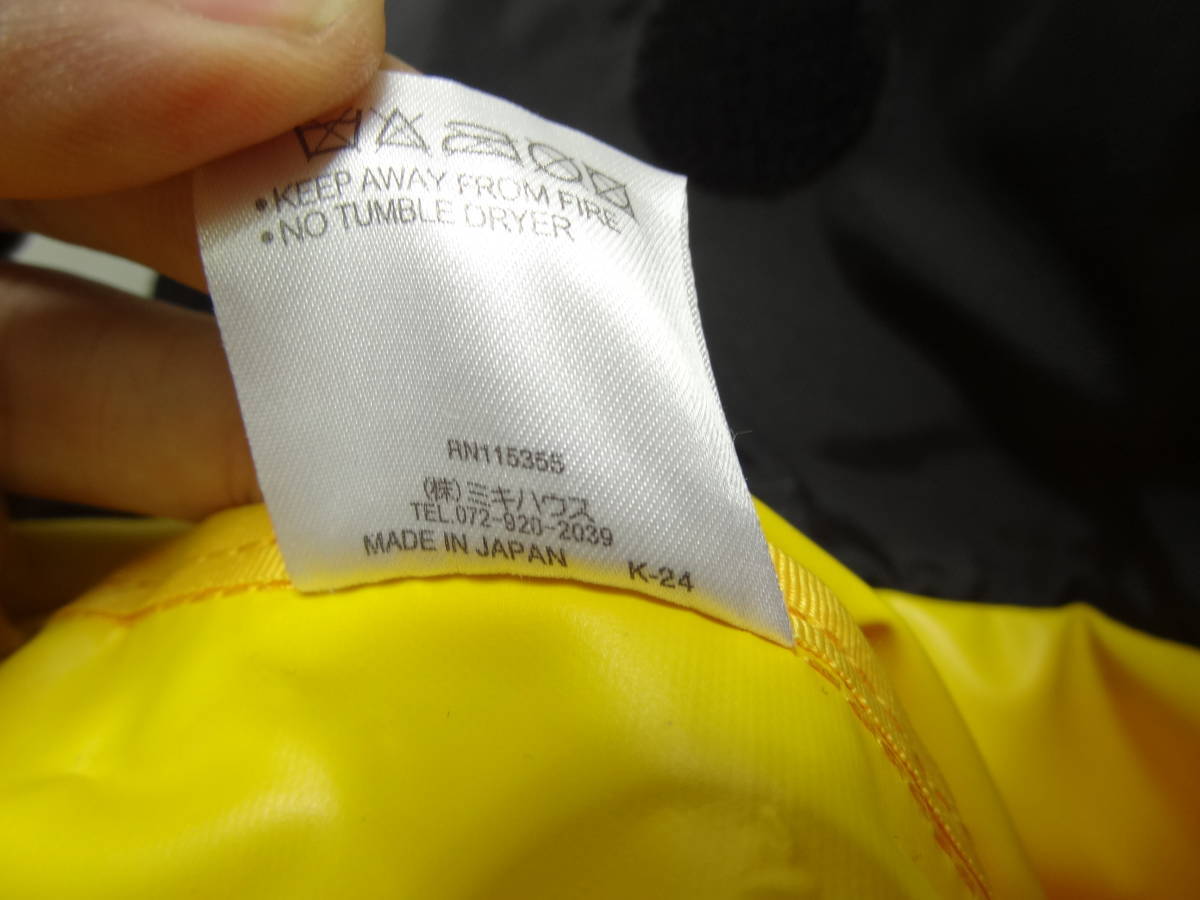 •KEEP AWAY FROM FIRE
•NO TUMBLE DRYER
RN115355
(株)ミキハウス
TEL.072-920-2039
MADE IN JAPAN K-24